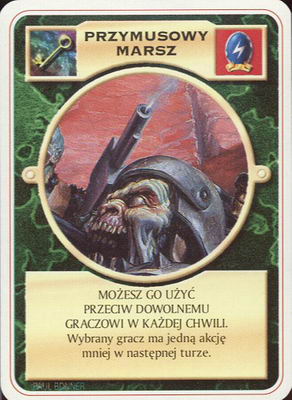 PRZYMUSOWY
MARSZ
MOŻESZ GO UŻYĆ
PRZECIW DOWOLNEMU
GRACZOWI W KAŻDEJ CHWILI.
Wybrany gracz ma jedną akcję
mniej w następnej turze.
PAUL BONNER